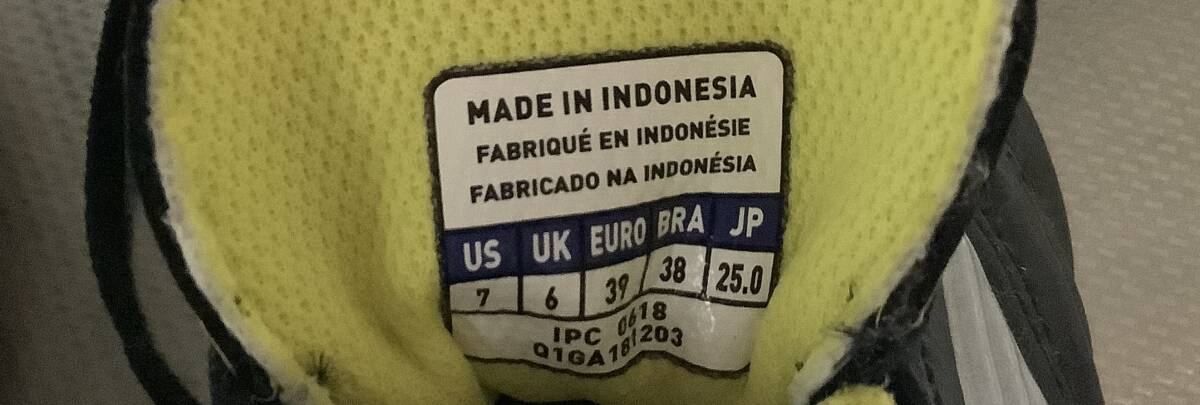 MADE IN INDONESIA
FABRIQUÉ EN INDONÉSIE
FABRICADO NA INDONÉSIA
US UK EURO BRA JP
7 6 39 38 25.0
IPC 0618
Q1GA181203